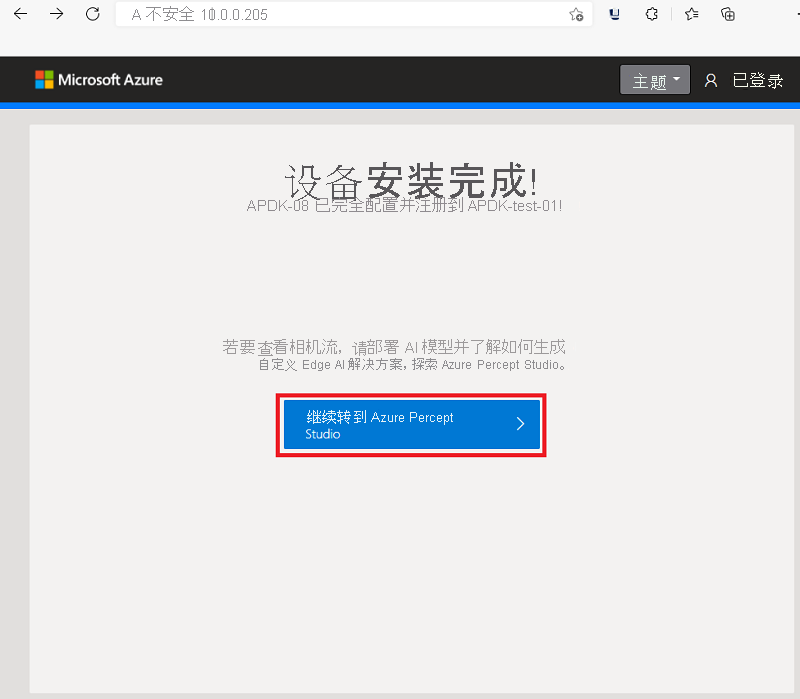 A 不安全 10.0.0.205
Microsoft Azure
主题
已登录
设备安装完成!
APDK-08 已完全配置并注册到 APDK-test-01!
若要查看相机流，请部署 AI 模型并了解如何生成
自定义 Edge AI 解决方案，探索 Azure Percept Studio。
继续转到 Azure Percept
Studio